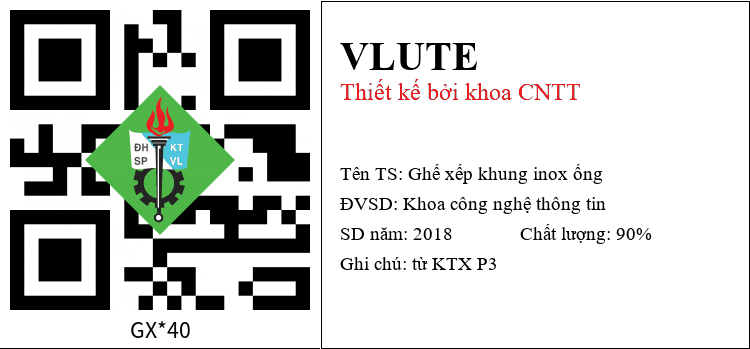 ĐH KT
SP VL
GX*40
VLUTE
Thiết kế bởi khoa CNTT
Tên TS: Ghế xếp khung inox ống
ĐVSD: Khoa công nghệ thông tin
SD năm: 2018 Chất lượng: 90%
Ghi chú: từ KTX P3